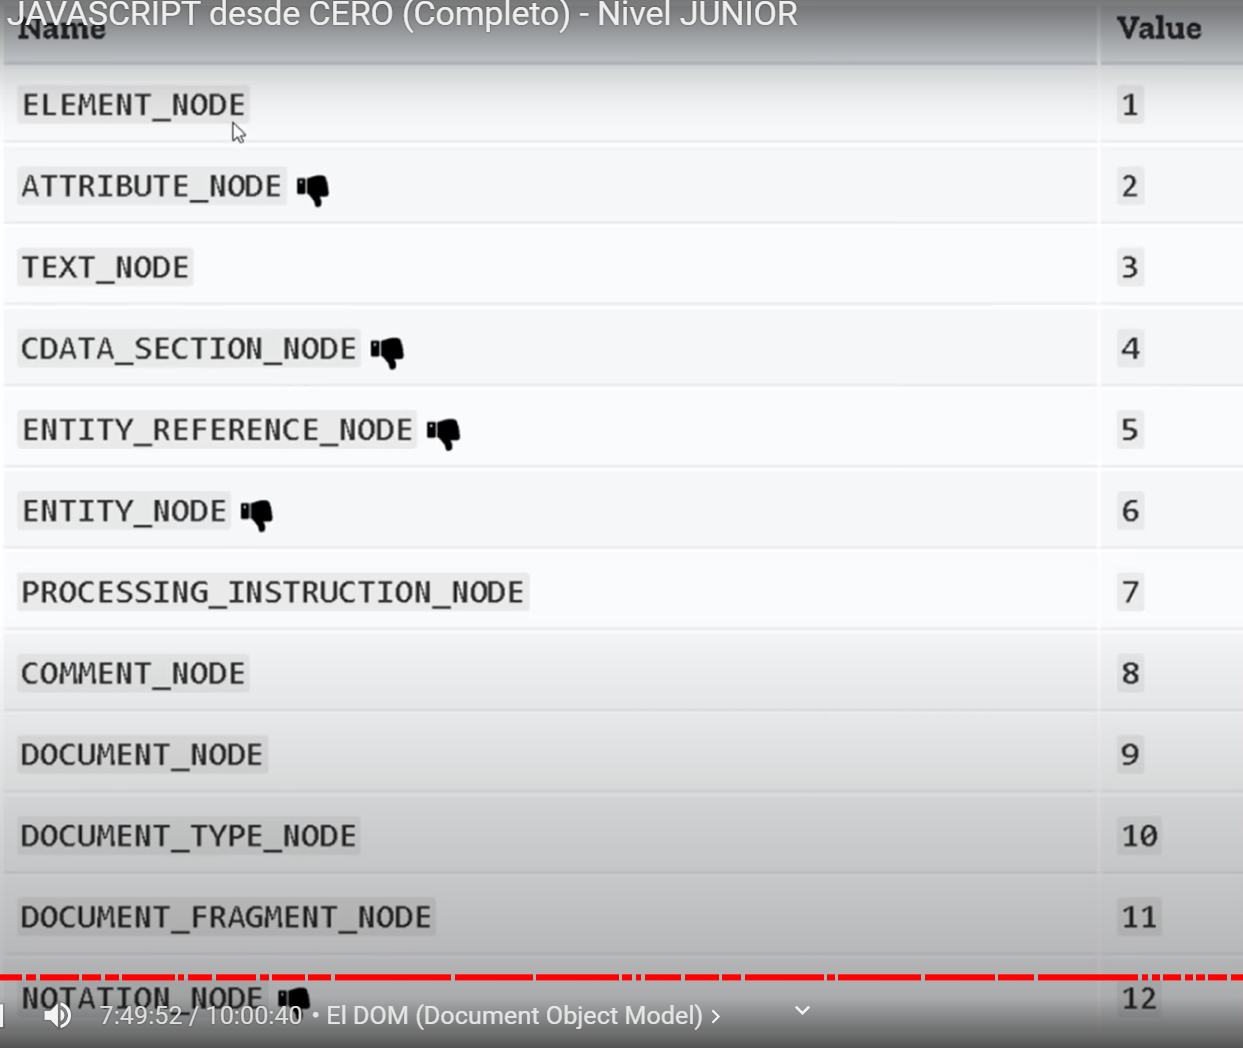 JAVASCRIPT desde CERO (Completo) - Nivel JUNIOR
Name Value
ELEMENT_NODE 1
ATTRIBUTE_NODE 2
TEXT_NODE 3
CDATA_SECTION_NODE 4
ENTITY_REFERENCE_NODE 5
ENTITY_NODE 6
PROCESSING_INSTRUCTION_NODE 7
COMMENT_NODE 8
DOCUMENT_NODE 9
DOCUMENT_TYPE_NODE 10
DOCUMENT_FRAGMENT_NODE 11
NOTATION_NODE 12
7:49:52 / 10:00:40 • El DOM (Document Object Model) >